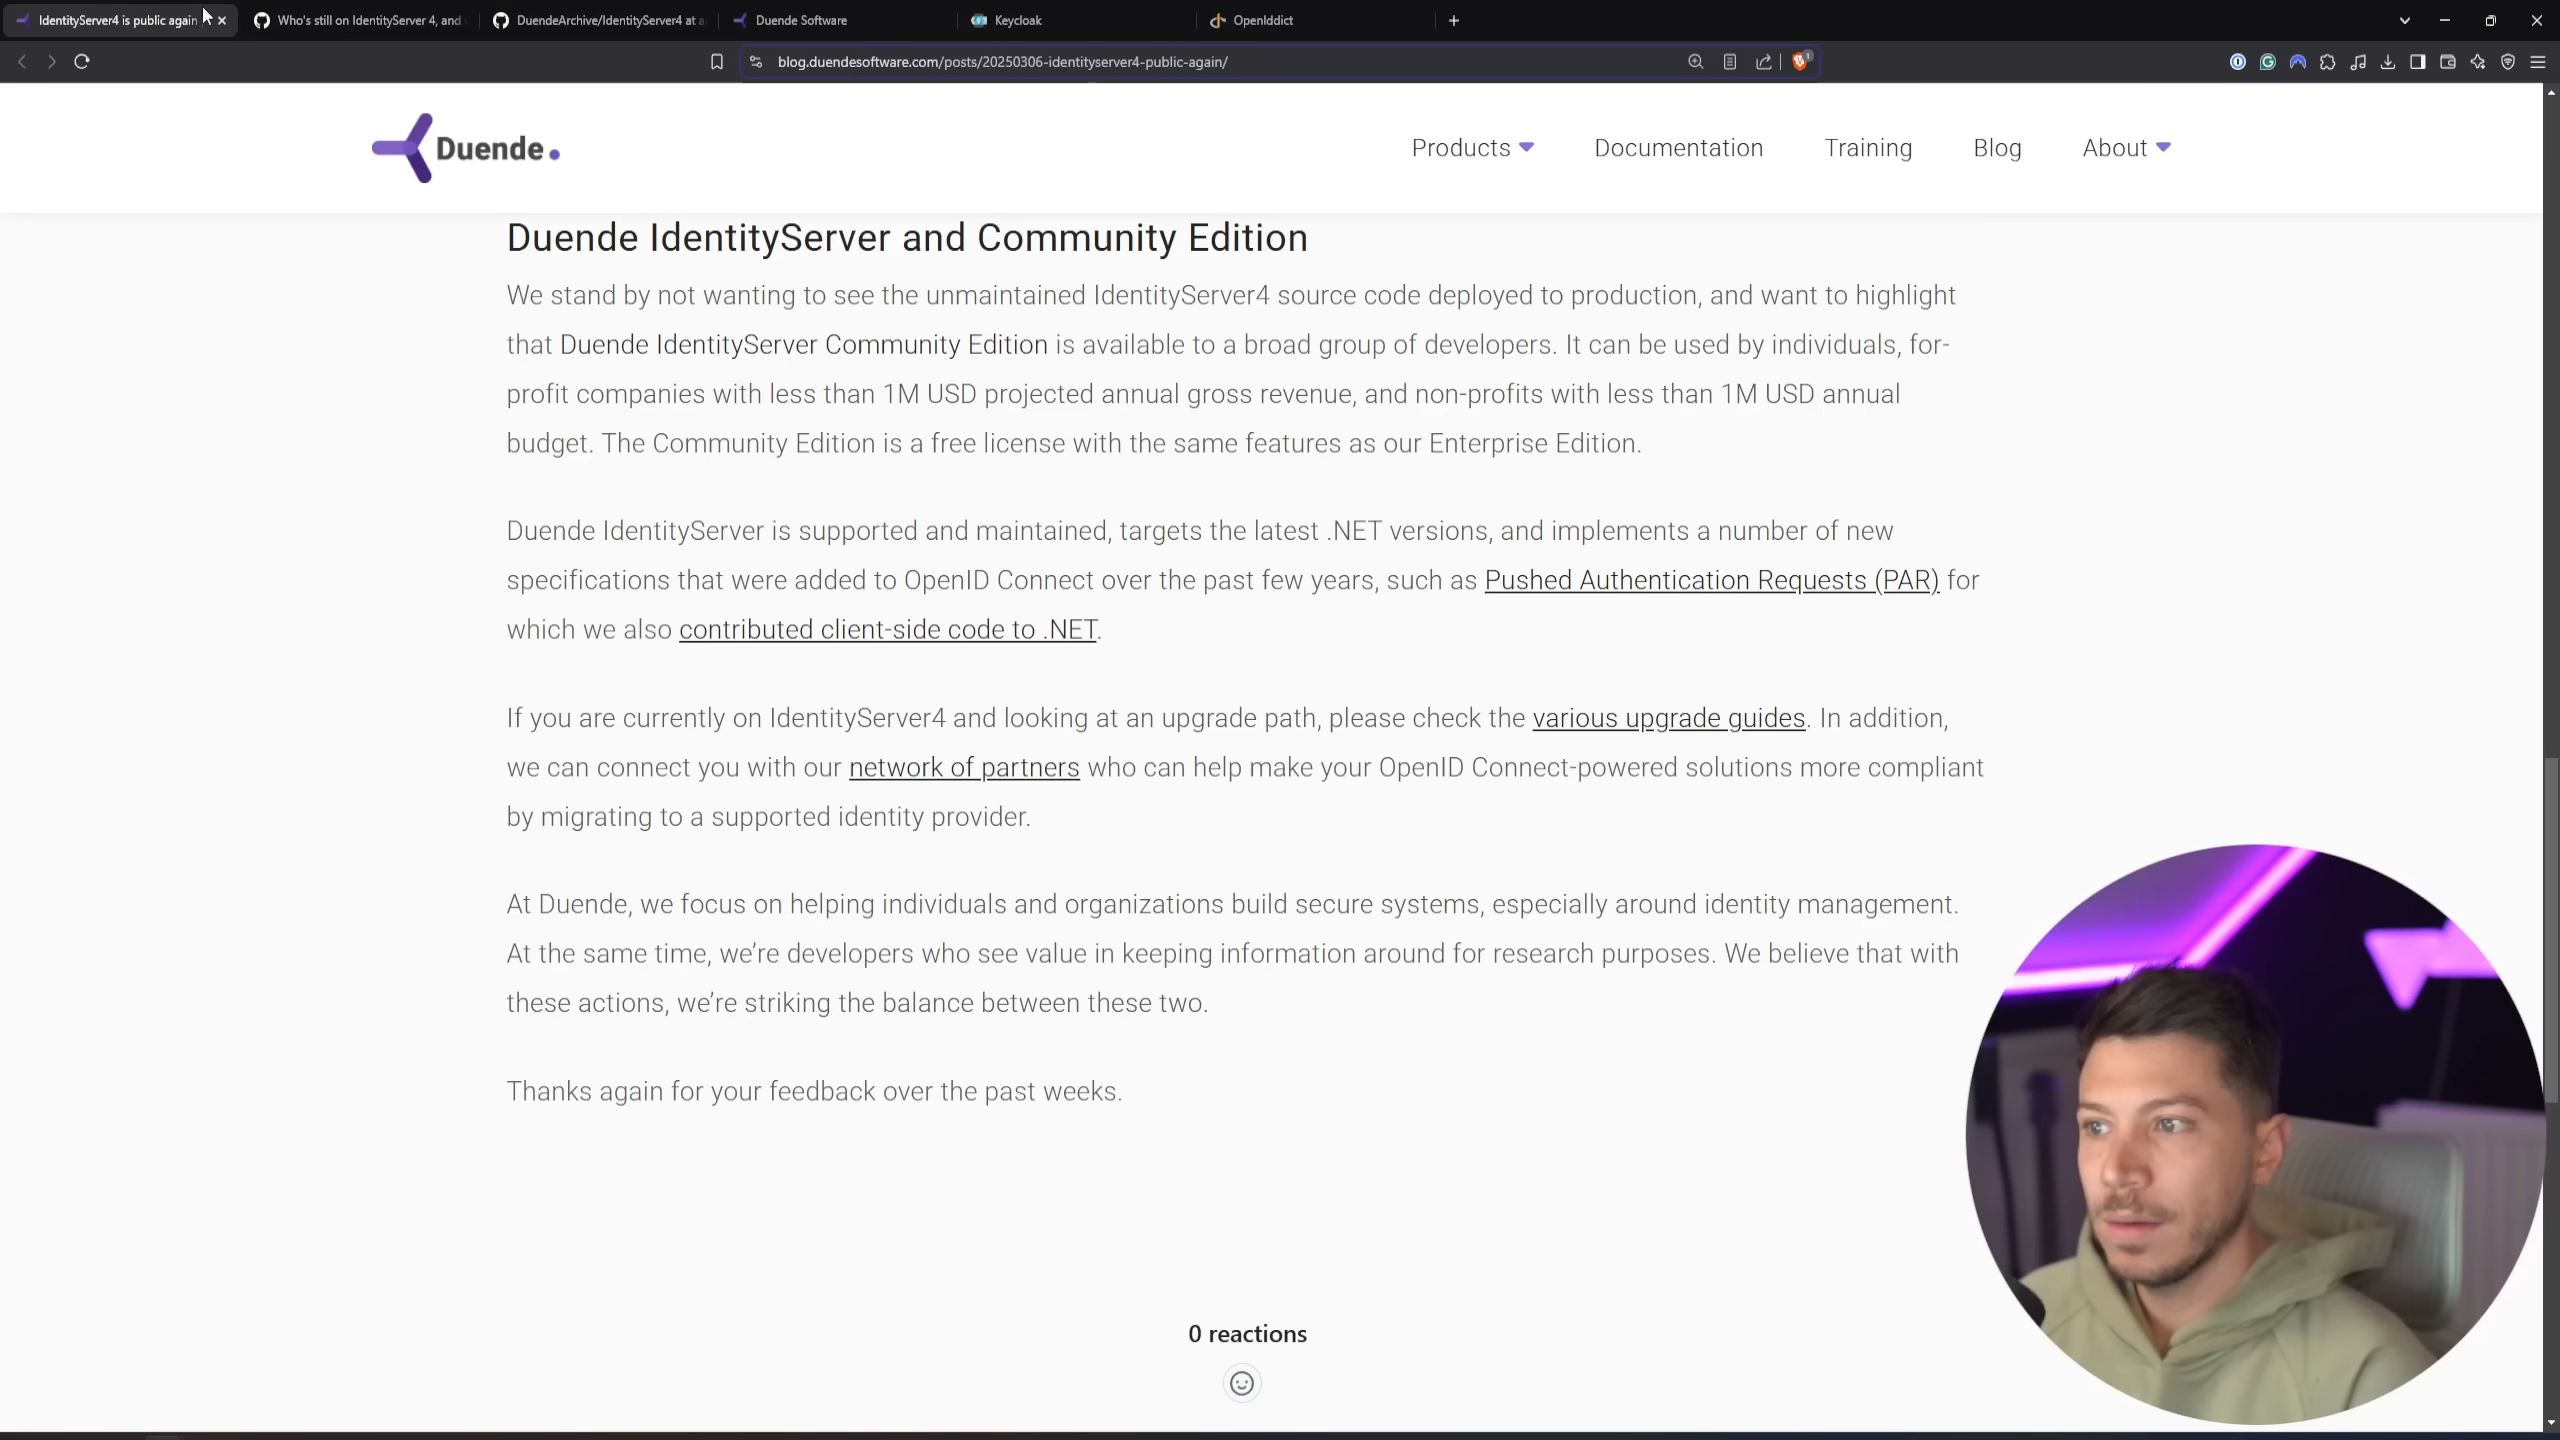 IdentityServer4 is public again
Who's still on IdentityServer 4, and
DuendeArchive/IdentityServer4 at
Duende Software
Keycloak
OpenIddict
blog.duendesoftware.com/posts/20250306-identityserver4-public-again/
1
Duende.
Products
Documentation
Training
Blog
About
Duende IdentityServer and Community Edition
We stand by not wanting to see the unmaintained IdentityServer4 source code deployed to production, and want to highlight
that Duende IdentityServer Community Edition is available to a broad group of developers. It can be used by individuals, for-
profit companies with less than 1M USD projected annual gross revenue, and non-profits with less than 1M USD annual
budget. The Community Edition is a free license with the same features as our Enterprise Edition.
Duende IdentityServer is supported and maintained, targets the latest .NET versions, and implements a number of new
specifications that were added to OpenID Connect over the past few years, such as Pushed Authentication Requests (PAR) for
which we also contributed client-side code to .NET.
If you are currently on IdentityServer4 and looking at an upgrade path, please check the various upgrade guides. In addition,
we can connect you with our network of partners who can help make your OpenID Connect-powered solutions more compliant
by migrating to a supported identity provider.
At Duende, we focus on helping individuals and organizations build secure systems, especially around identity management.
At the same time, we’re developers who see value in keeping information around for research purposes. We believe that with
these actions, we’re striking the balance between these two.
Thanks again for your feedback over the past weeks.
0 reactions